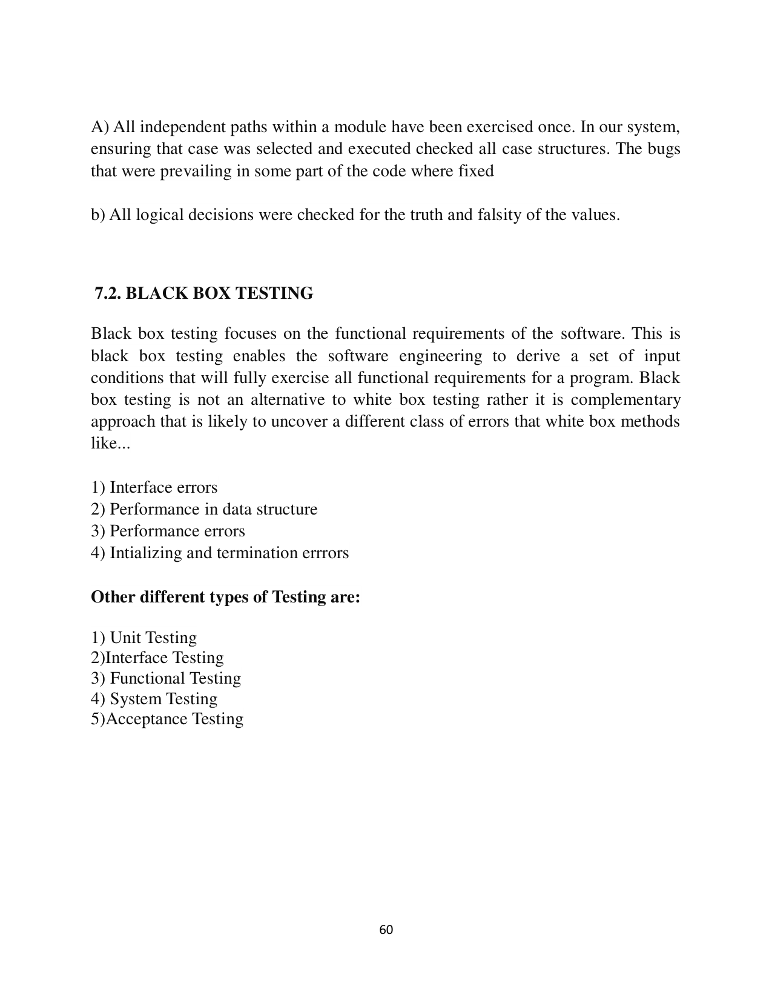 A) All independent paths within a module have been exercised once. In our system,
ensuring that case was selected and executed checked all case structures. The bugs
that were prevailing in some part of the code where fixed
b) All logical decisions were checked for the truth and falsity of the values.
7.2. BLACK BOX TESTING
Black box testing focuses on the functional requirements of the software. This is
black box testing enables the software engineering to derive a set of input
conditions that will fully exercise all functional requirements for a program. Black
box testing is not an alternative to white box testing rather it is complementary
approach that is likely to uncover a different class of errors that white box methods
like...
1) Interface errors
2) Performance in data structure
3) Performance errors
4) Intializing and termination errrors
Other different types of Testing are:
1) Unit Testing
2)Interface Testing
3) Functional Testing
4) System Testing
5)Acceptance Testing
60